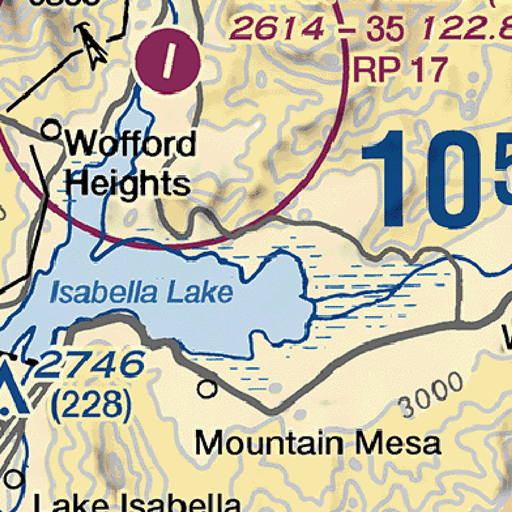 2614 – 35 122.8
RP 17
Wofford
Heights
10⁵
Isabella Lake
2746
(228)
3000
Mountain Mesa
Lake Isabella